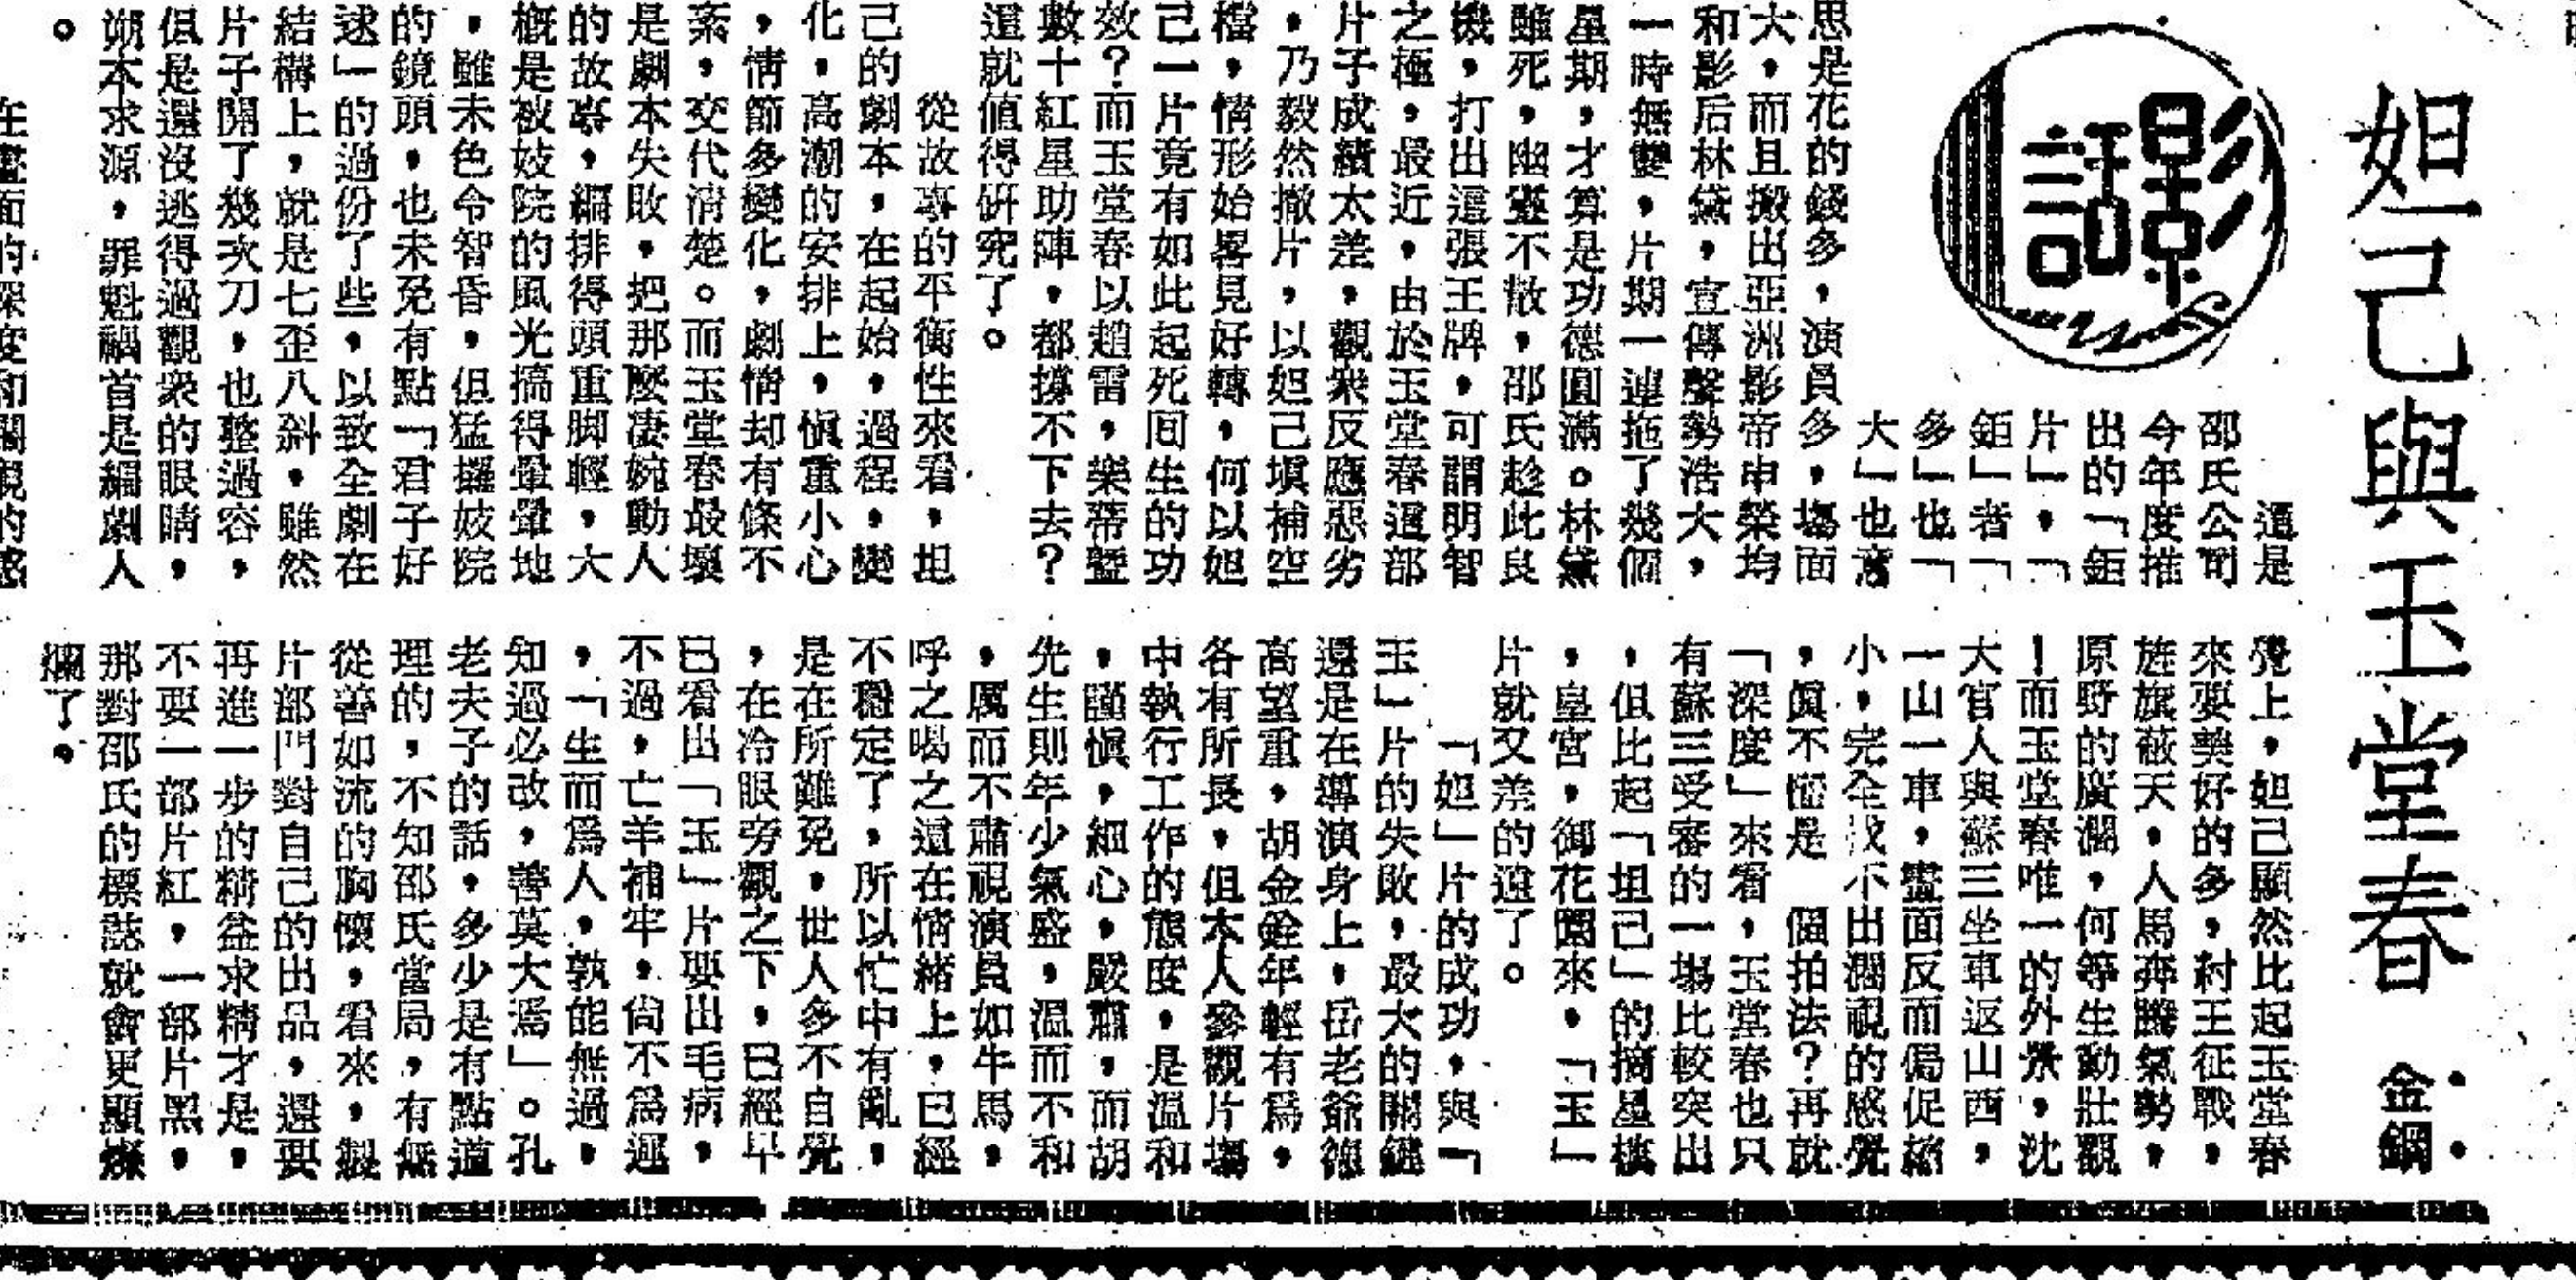 妲己與玉堂春
金鋼
影話
這是
邵氏公司
今年度推
出的「鉅
片」，「
鉅」者「
多」也「
大」也意
思是花的錢多，演員多，場面
大，而且搬出亞洲影帝申榮均
和影后林黛，宣傳聲勢浩大，
一時無雙，片期一連拖了幾個
星期，才算是功德圓滿。林黛
雖死，幽靈不散，邵氏趁此良
機，打出這張王牌，可謂明智
之極，最近，由於玉堂春這部
片子成績太差，觀衆反應惡劣
，乃毅然撤片，以妲己塡補空
檔，情形始畧見好轉，何以妲
己一片竟有如此起死回生的功
效？而玉堂春以趙雷，樂蒂暨
數十紅星助陣，都撐不下去？
這就值得研究了。
從故事的平衡性來看，妲
己的劇本，在起始，過程，變
化，高潮的安排上，愼重小心
，情節多變化，劇情却有條不
紊，交代清楚。而玉堂春最壞
是劇本失敗，把那麼凄婉動人
的故事，編排得頭重脚輕，大
概是被妓院的風光搞得暈暈地
，雖未色令智昏，但猛攝妓院
的鏡頭，也未免有點「君子好
逑」的過份了些，以致全劇在
結構上，就是七歪八斜，雖然
片子開了幾次刀，也整過容，
但是還沒逃得過觀衆的眼睛，
朔本求源，罪魁禍首是編劇人
。
在畫面的深度和闊視的感
覺上，妲己顯然比起玉堂春
來要美好的多，紂王征戰，
旌旗蔽天，人馬奔騰氣勢，
原野的廣濶，何等生動壯觀
！而玉堂春唯一的外景，沈
大官人與蘇三坐車返山西，
一山一車，畫面反而侷促縮
小，完全找不出濶視的感覺
，眞不懂是　個拍法？再就
「深度」來看，玉堂春也只
有蘇三受審的一場比較突出
，但比起「妲己」的摘星樓
，皇宮，御花園來，「玉」
片就又差的遠了。
「妲」片的成功，與「
玉」片的失敗，最大的關鍵
還是在導演身上，岳老爺德
高望重，胡金銓年輕有爲，
各有所長，但本人參觀片場
中執行工作的態度，是溫和
，謹愼，細心，嚴肅，而胡
先生則年少氣盛，溫而不和
，厲而不肅視演員如牛馬，
呼之喝之還在情緒上，已經
不穩定了，所以忙中有亂，
是在所難免，世人多不自覺
，在冷眼旁觀之下，已經早
已看出「玉」片要出毛病，
不過，亡羊補牢，尙不爲遲
，「生而爲人，孰能無過，
知過必改，善莫大焉」。孔
老夫子的話，多少是有點道
理的，不知邵氏當局，有無
從善如流的胸懷，看來，製
片部門對自己的出品，還要
再進一步的精益求精才是，
不要一部片紅，一部片黑，
那對邵氏的標誌就會更顯燦
爛了。